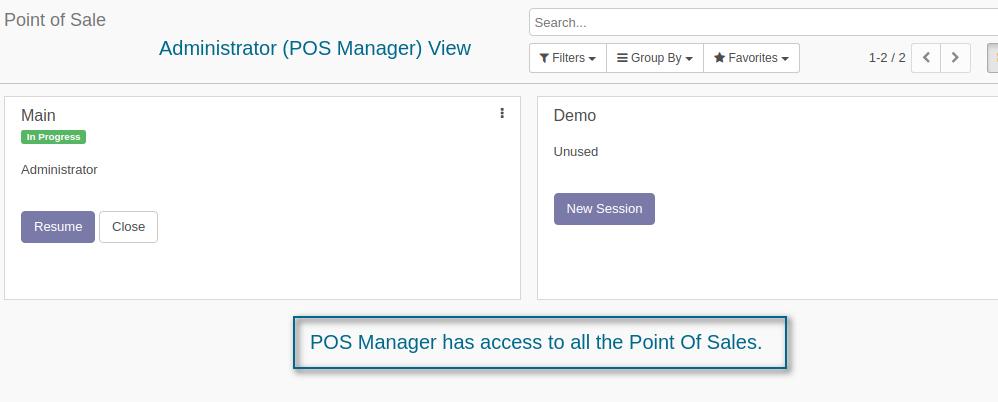 Point of Sale
Search...
Administrator (POS Manager) View
Filters
Group By
Favorites
1-2 / 2
Main
In Progress
Administrator
Resume
Close
Demo
Unused
New Session
POS Manager has access to all the Point Of Sales.